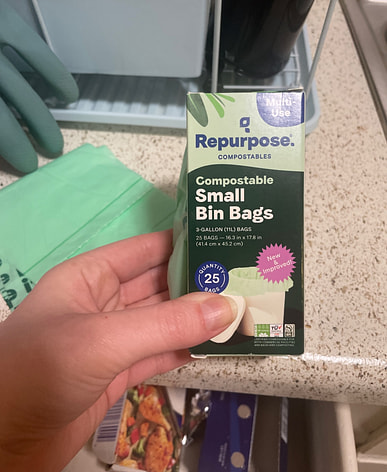 Multi-
Use
Repurpose.
COMPOSTABLES
Compostable
Small
Bin Bags
3-GALLON (11L) BAGS
25 BAGS — 16.3 in x 17.8 in
(41.4 cm x 45.2 cm)
New
& Improved!
QUANTITY
25
BAGS